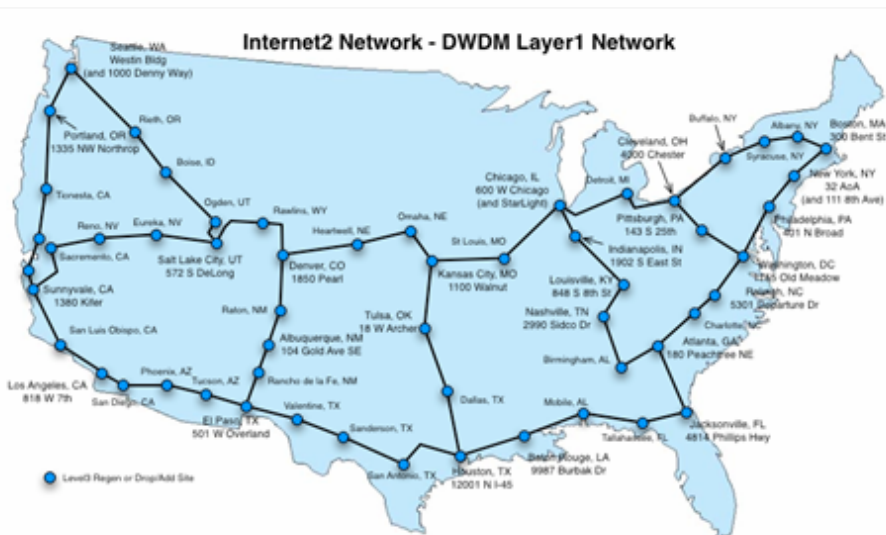 Internet2 Network - DWDM Layer1 Network
Seattle, WA
Westin Bldg
(and 1000 Denny Way)
Portland, OR
1335 NW Northrop
Rieth, OR
Boise, ID
Tionesta, CA
Ogden, UT
Rawlins, WY
Reno, NV
Eureka, NV
Sacramento, CA
Salt Lake City, UT
572 S DeLong
Sunnyvale, CA
1380 Kifer
San Luis Obispo, CA
Los Angeles, CA
818 W 7th
San Diego, CA
Phoenix, AZ
Tucson, AZ
El Paso, TX
501 W Overland
Denver, CO
1850 Pearl
Raton, NM
Albuquerque, NM
104 Gold Ave SE
Rancho de la Fe, NM
Valentine, TX
Sanderson, TX
San Antonio, TX
Heartwell, NE
Omaha, NE
Kansas City, MO
1100 Walnut
St Louis, MO
Tulsa, OK
18 W Archer
Dallas, TX
Houston, TX
12001 N I-45
Baton Rouge, LA
9987 Burbak Dr
Mobile, AL
Tallahassee, FL
Jacksonville, FL
4814 Phillips Hwy
Chicago, IL
600 W Chicago
(and StarLight)
Indianapolis, IN
1902 S East St
Louisville, KY
848 S 8th St
Nashville, TN
2990 Sidco Dr
Birmingham, AL
Atlanta, GA
180 Peachtree NE
Charlotte, NC
Raleigh, NC
5301 Departure Dr
Washington, DC
Old Meadow
Detroit, MI
Cleveland, OH
4000 Chester
Pittsburgh, PA
143 S 25th
Buffalo, NY
Syracuse, NY
Albany, NY
Boston, MA
300 Bent St
New York, NY
32 AoA
(and 111 8th Ave)
Philadelphia, PA
401 N Broad
Level3 Regen or Drop/Add Site